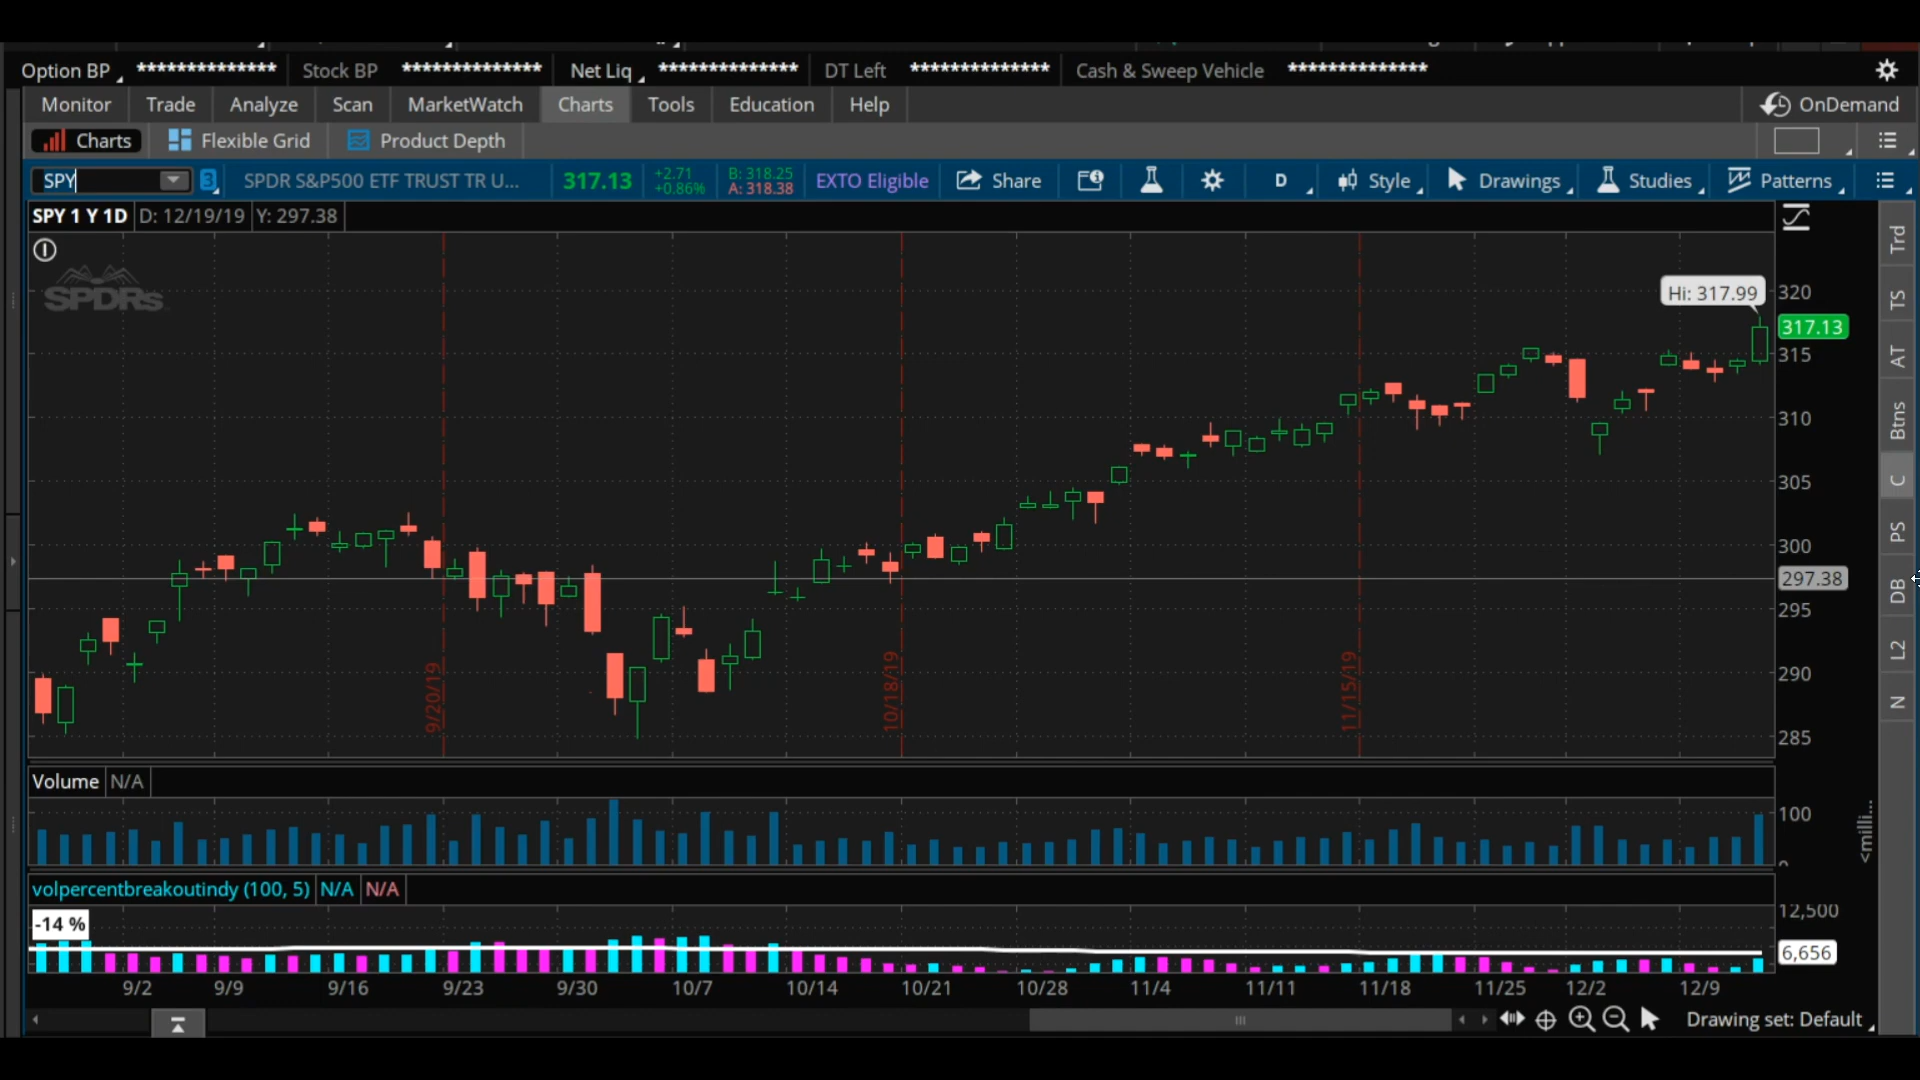 Option BP ************** Stock BP ************** Net Liq ************** DT Left ************** Cash & Sweep Vehicle **************
Monitor Trade Analyze Scan MarketWatch Charts Tools Education Help OnDemand
Charts Flexible Grid Product Depth
SPY 3 SPDR S&P500 ETF TRUST TR U... 317.13 +2.71 +0.86% B: 318.25 A: 318.38 EXTO Eligible Share D Style Drawings Studies Patterns
SPY 1 Y 1D D: 12/19/19 Y: 297.38
SPDRs
Hi: 317.99
320
317.13
315
310
305
300
297.38
295
290
285
9/20/19
10/18/19
11/15/19
Trd
TS
AT
Btns
C
PS
DB
L2
N
Volume N/A
100
0
<milli...
volpercentbreakoutindy (100, 5) N/A N/A
-14 %
12,500
6,656
9/2 9/9 9/16 9/23 9/30 10/7 10/14 10/21 10/28 11/4 11/11 11/18 11/25 12/2 12/9
Drawing set: Default